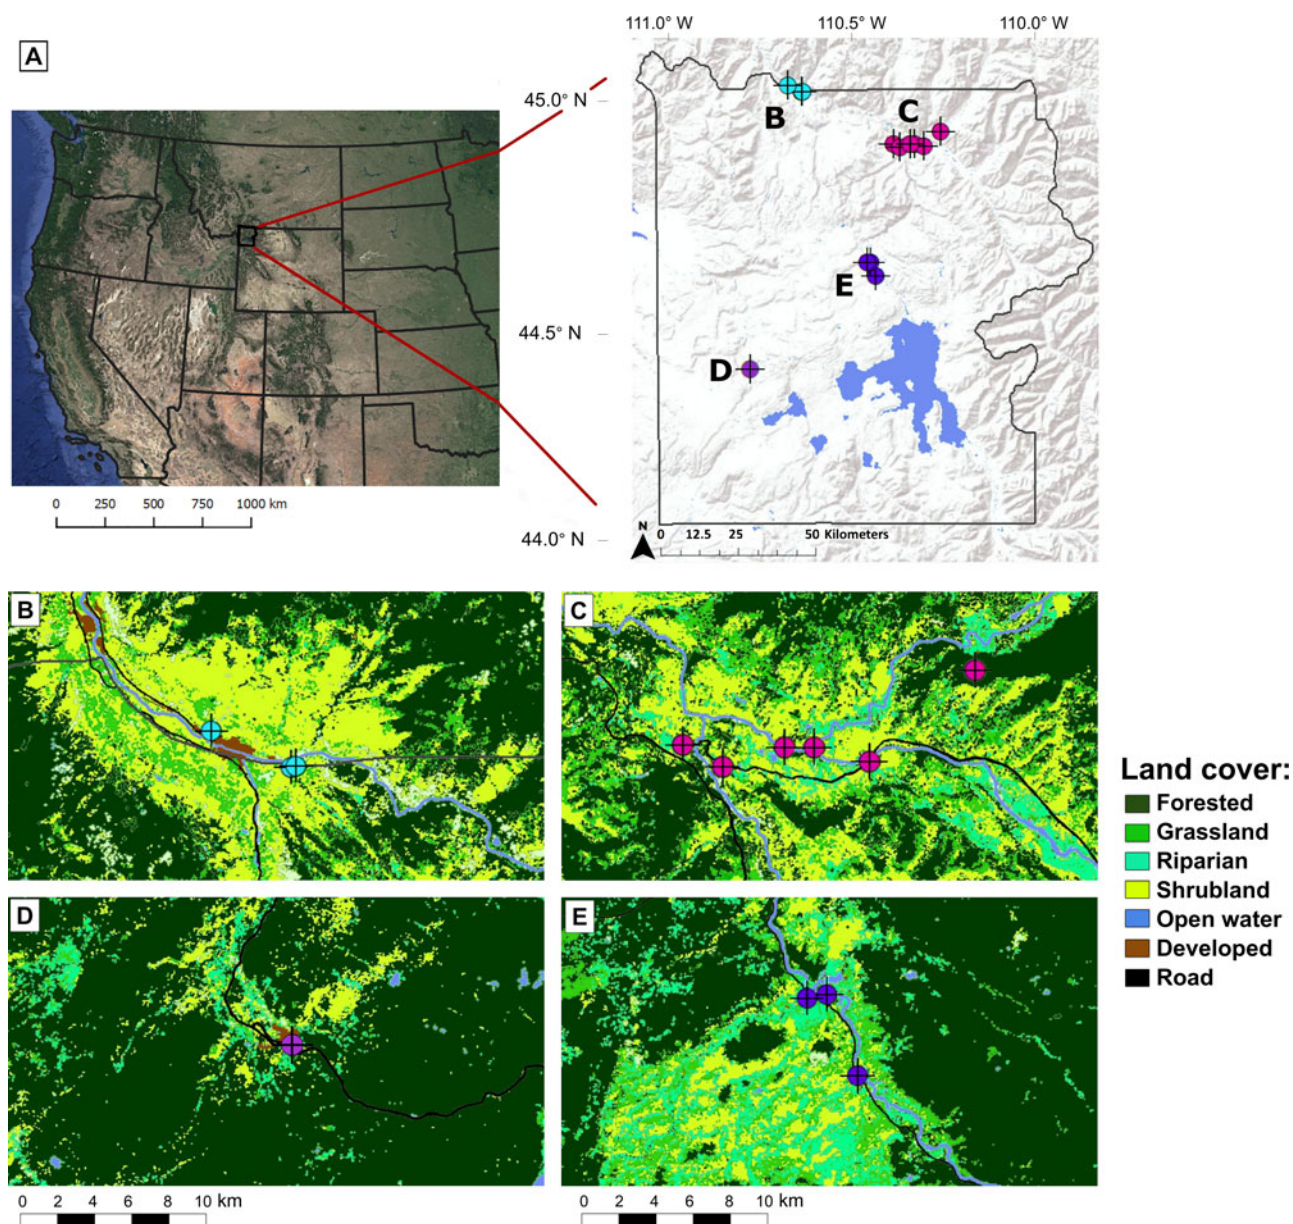 A
111.0° W 110.5° W 110.0° W
45.0° N
B
C
E
44.5° N
D
44.0° N
0 250 500 750 1000 km
N
0 12.5 25 50 Kilometers
B
C
Land cover:
Forested
Grassland
Riparian
Shrubland
Open water
Developed
Road
D
E
0 2 4 6 8 10 km
0 2 4 6 8 10 km